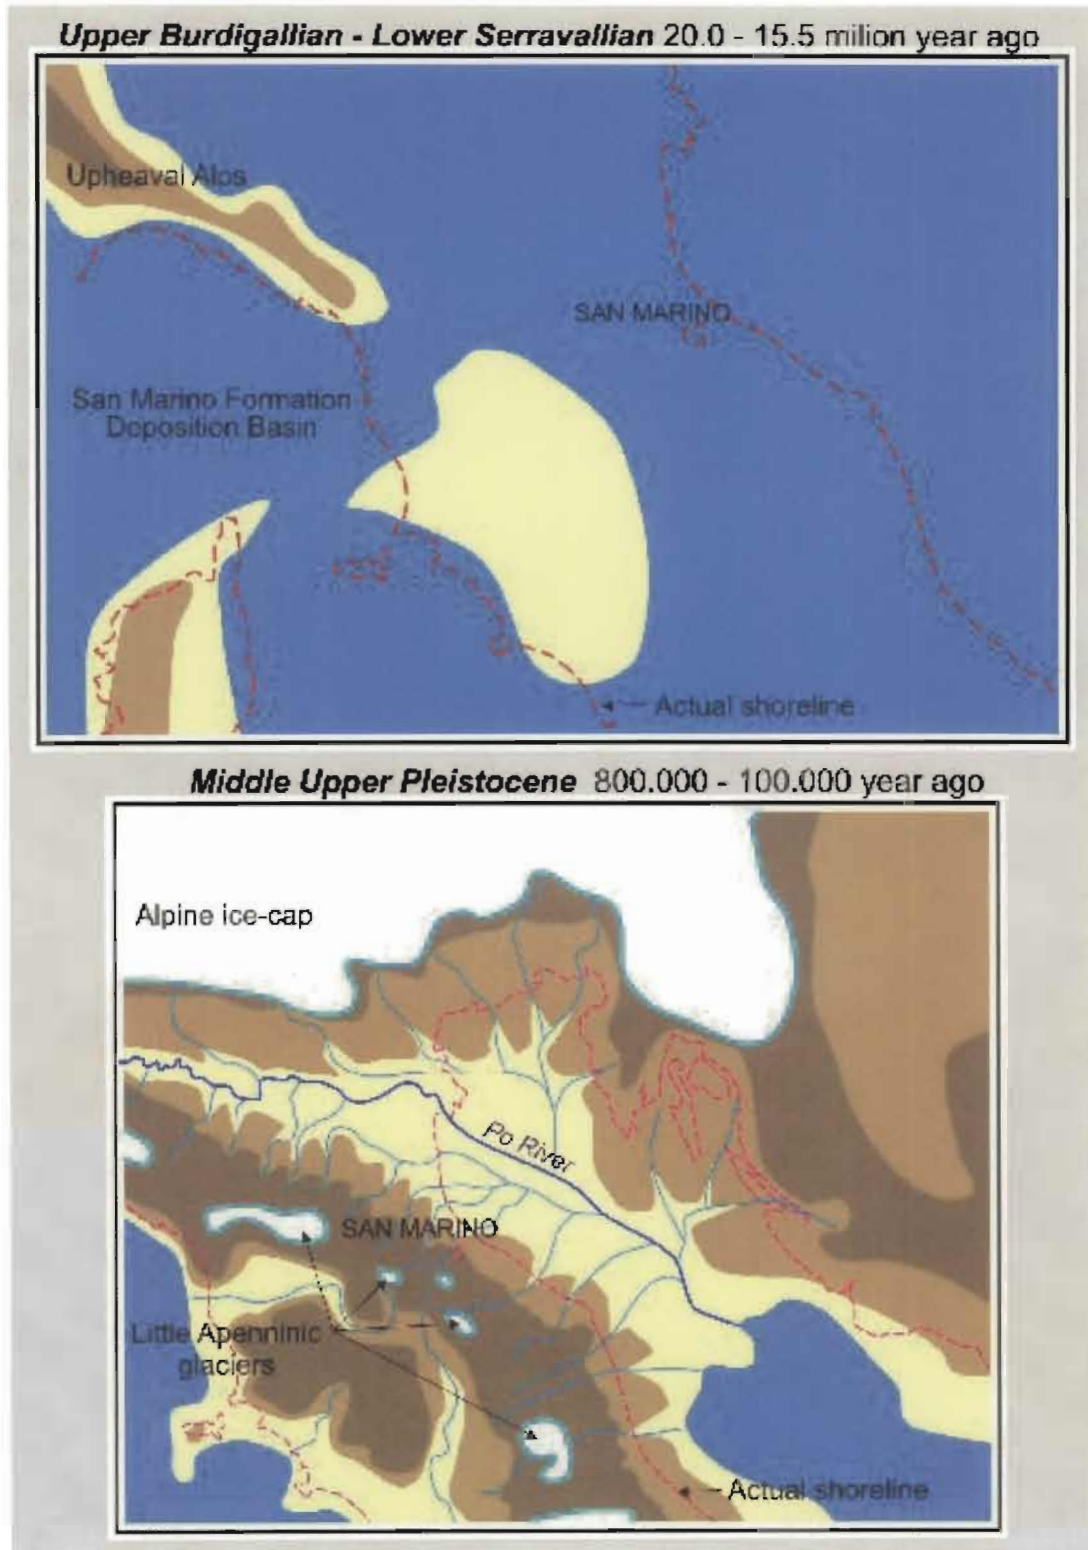 Upper Burdigallian - Lower Serravallian 20.0 - 15.5 milion year ago
Upheaval Alps
SAN MARINO
San Marino Formation
Deposition Basin
Actual shoreline
Middle Upper Pleistocene 800.000 - 100.000 year ago
Alpine ice-cap
Po River
SAN MARINO
Little Apenninic
glaciers
Actual shoreline